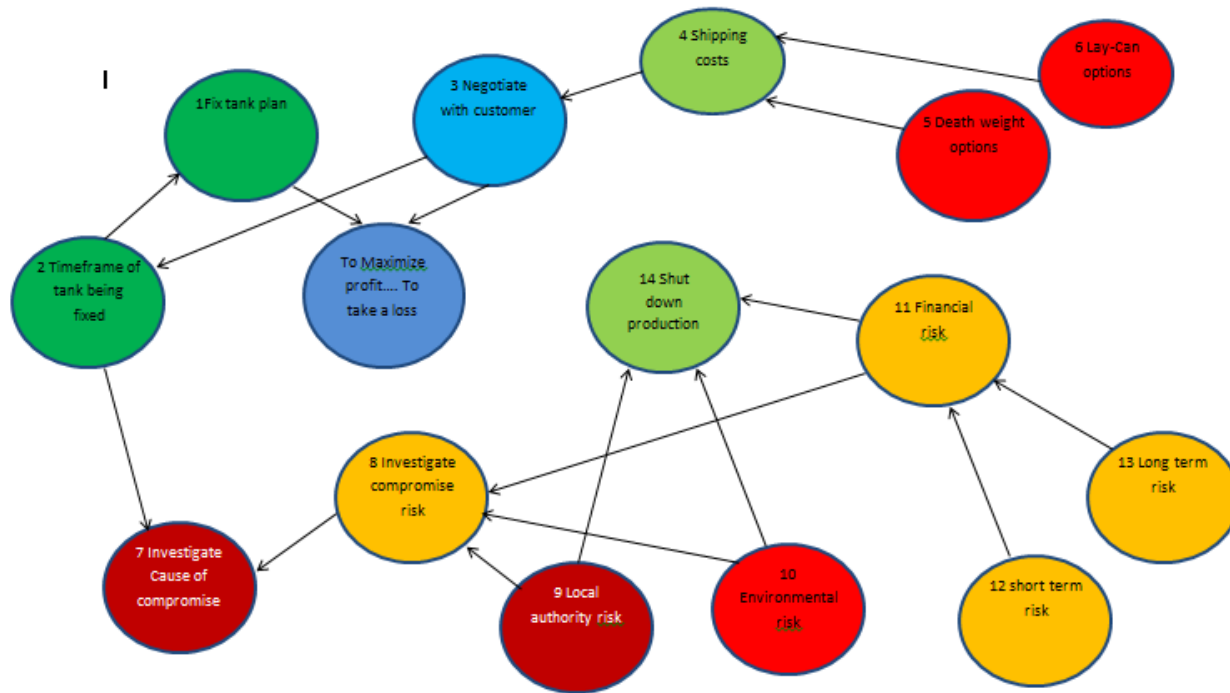 I
1Fix tank plan
3 Negotiate
with customer
4 Shipping
costs
6 Lay-Can
options
5 Death weight
options
2 Timeframe of
tank being
fixed
To Maximize
profit.... To
take a loss
14 Shut
down
production
11 Financial
risk
8 Investigate
compromise
risk
13 Long term
risk
7 Investigate
Cause of
compromise
9 Local
authority risk
10
Environmental
risk
12 short term
risk